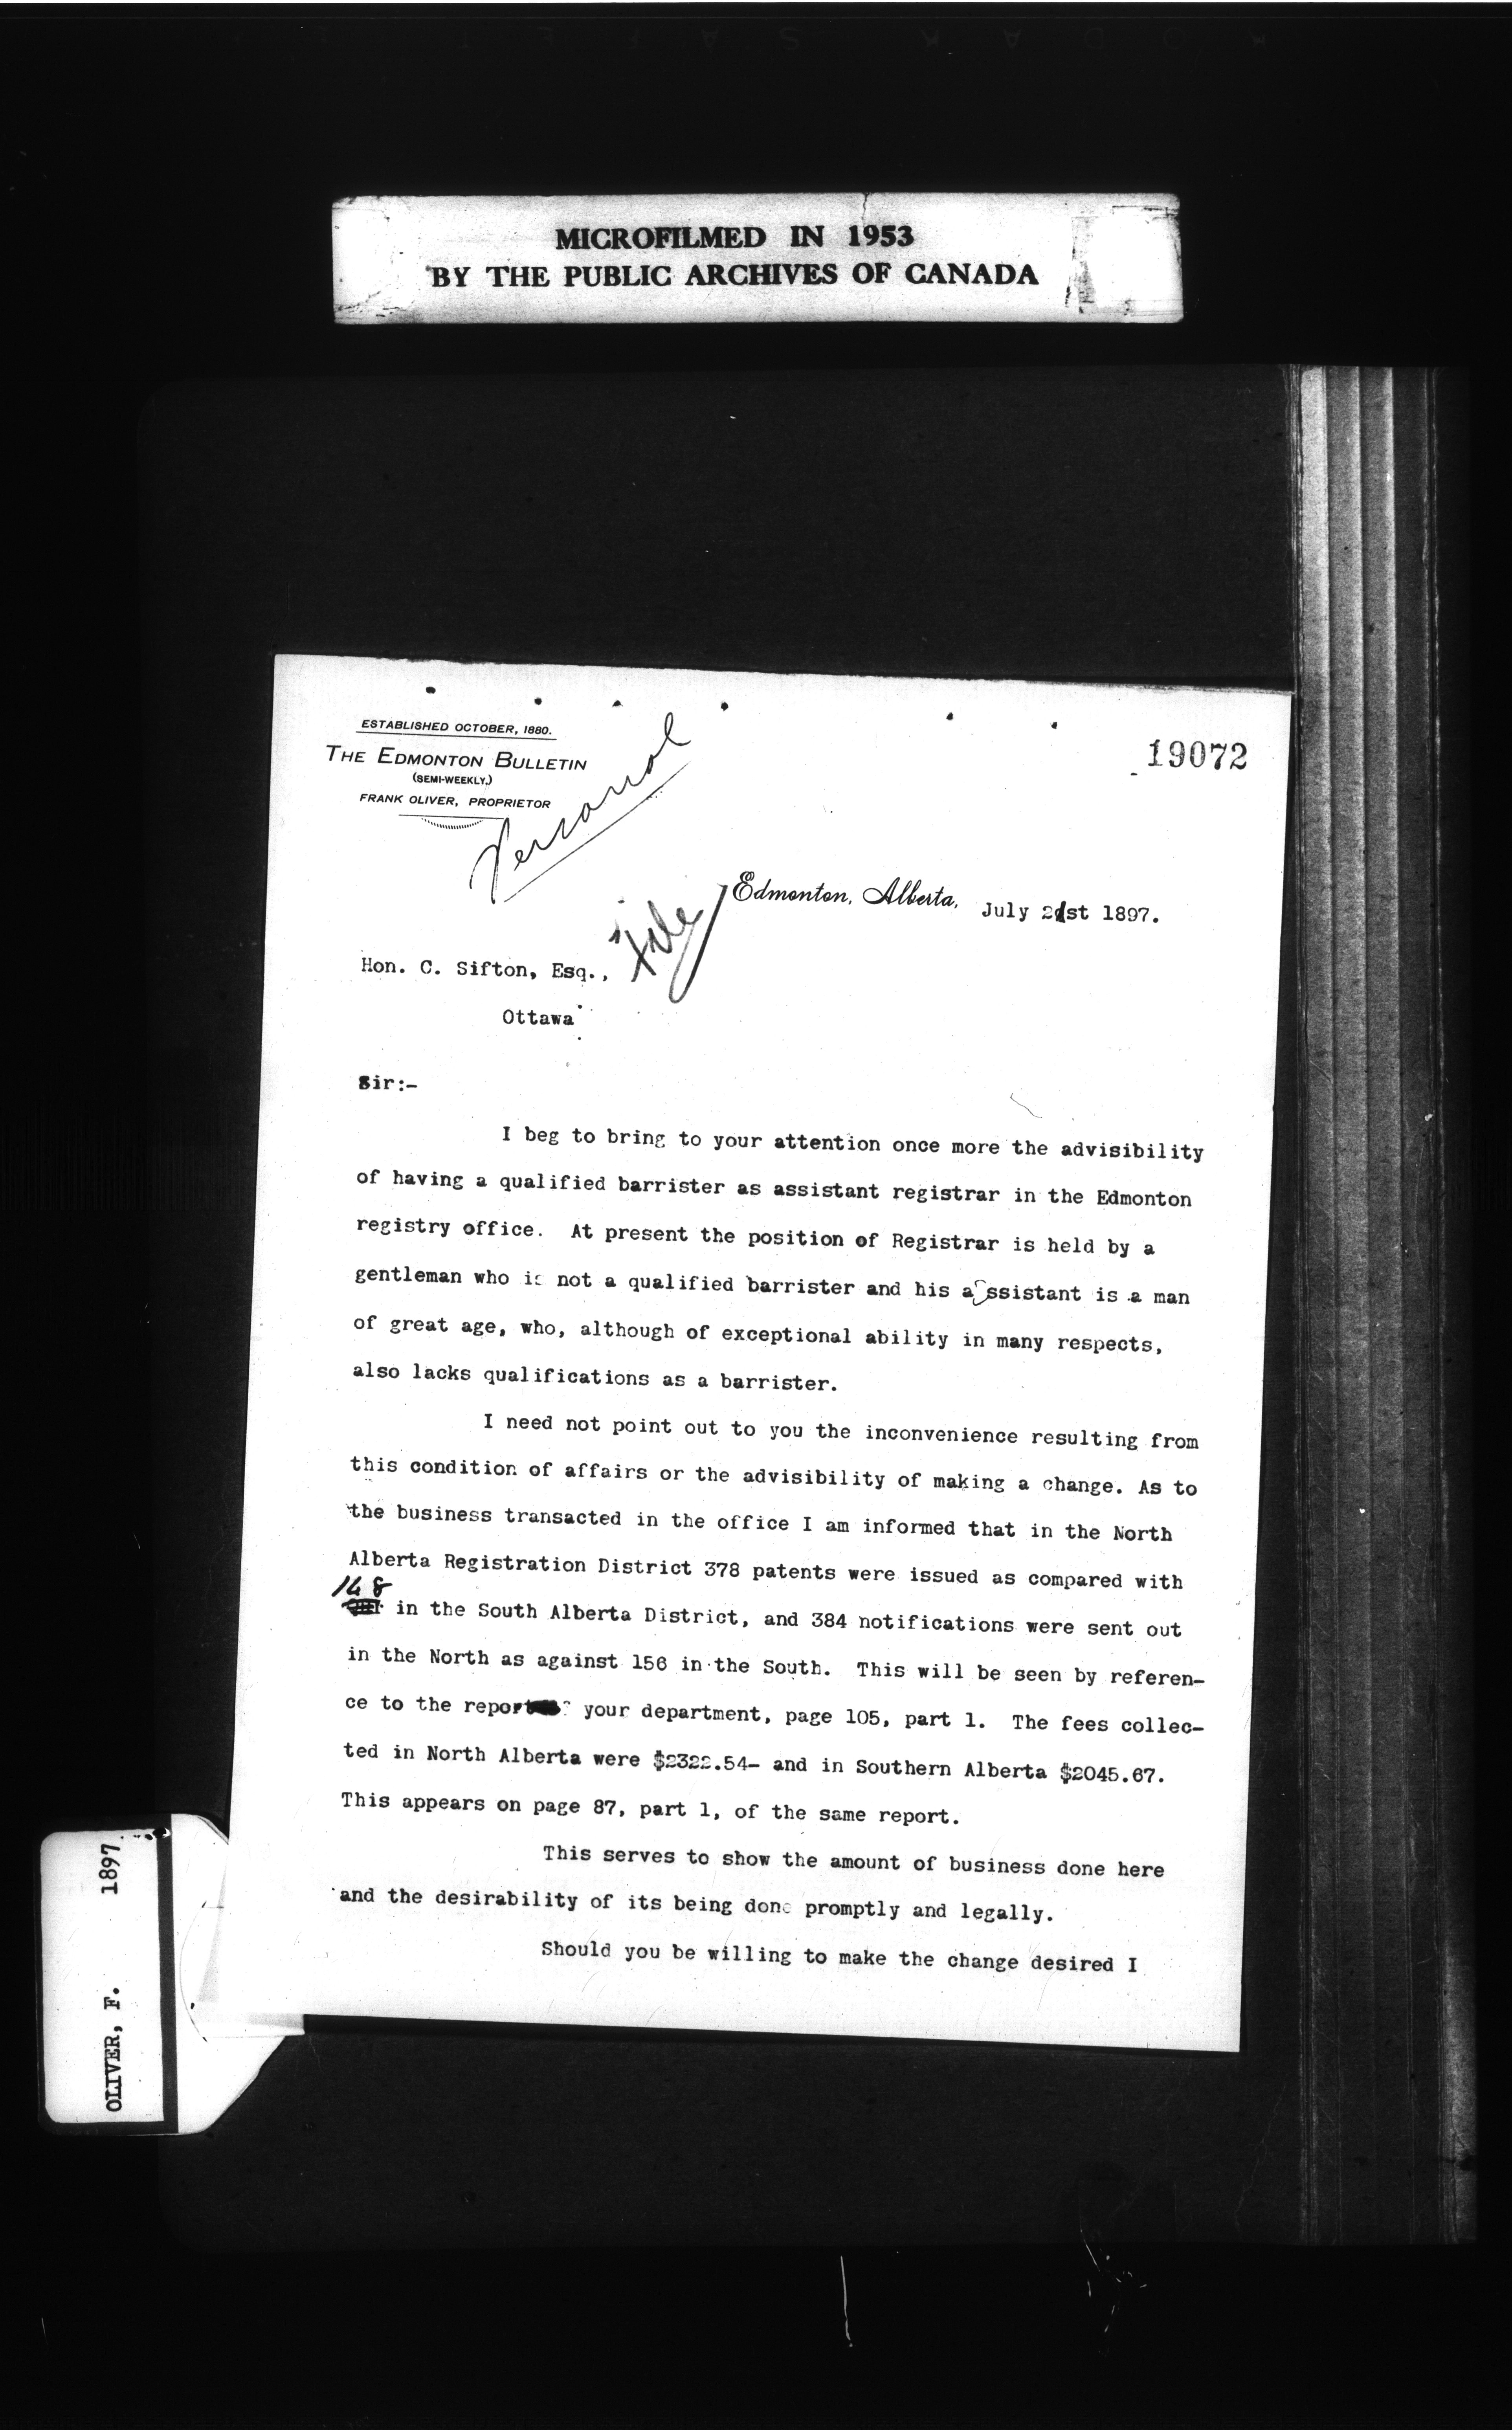 MICROFILMED IN 1953
BY THE PUBLIC ARCHIVES OF CANADA
ESTABLISHED OCTOBER, 1880.
THE EDMONTON BULLETIN
(SEMI-WEEKLY.)
FRANK OLIVER, PROPRIETOR
Personal
19072
Edmonton, Alberta, July 21st 1897.
File
Hon. C. Sifton, Esq.,
Ottawa
Sir:-
I beg to bring to your attention once more the advisibility
of having a qualified barrister as assistant registrar in the Edmonton
registry office. At present the position of Registrar is held by a
gentleman who is not a qualified barrister and his assistant is a man
of great age, who, although of exceptional ability in many respects,
also lacks qualifications as a barrister.
I need not point out to you the inconvenience resulting from
this condition of affairs or the advisibility of making a change. As to
the business transacted in the office I am informed that in the North
Alberta Registration District 378 patents were issued as compared with
148
in the South Alberta District, and 384 notifications were sent out
in the North as against 156 in the South. This will be seen by referen-
ce to the report your department, page 105, part 1. The fees collec-
ted in North Alberta were $2322.54- and in Southern Alberta $2045.67.
This appears on page 87, part 1, of the same report.
This serves to show the amount of business done here
and the desirability of its being done promptly and legally.
Should you be willing to make the change desired I
OLIVER, F. 1897